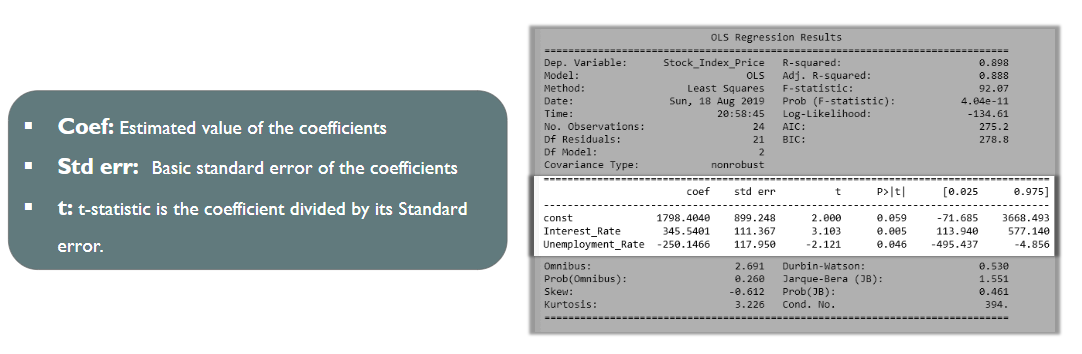 ▪ Coef: Estimated value of the coefficients
▪ Std err: Basic standard error of the coefficients
▪ t: t-statistic is the coefficient divided by its Standard
error.
OLS Regression Results
==============================================================================
Dep. Variable: Stock_Index_Price R-squared: 0.898
Model: OLS Adj. R-squared: 0.888
Method: Least Squares F-statistic: 92.07
Date: Sun, 18 Aug 2019 Prob (F-statistic): 4.04e-11
Time: 20:58:45 Log-Likelihood: -134.61
No. Observations: 24 AIC: 275.2
Df Residuals: 21 BIC: 278.8
Df Model: 2
Covariance Type: nonrobust
==============================================================================
coef std err t P>|t| [0.025 0.975]
------------------------------------------------------------------------------
const 1798.4040 899.248 2.000 0.059 -71.685 3668.493
Interest_Rate 345.5401 111.367 3.103 0.005 113.940 577.140
Unemployment_Rate -250.1466 117.950 -2.121 0.046 -495.437 -4.856
Omnibus: 2.691 Durbin-Watson: 0.530
Prob(Omnibus): 0.260 Jarque-Bera (JB): 1.551
Skew: -0.612 Prob(JB): 0.461
Kurtosis: 3.226 Cond. No. 394.
==============================================================================